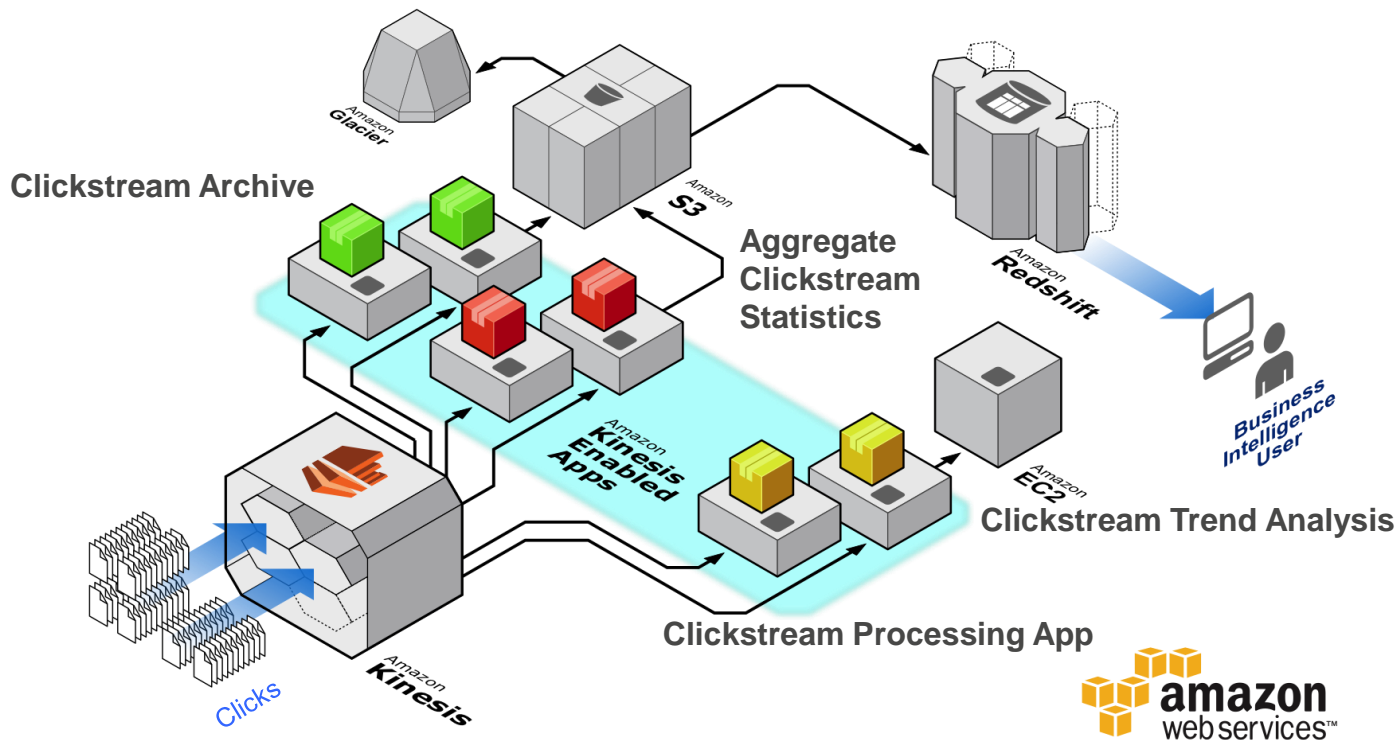 Amazon
Glacier
Clickstream Archive
Amazon
S3
Aggregate
Clickstream
Statistics
Amazon
Redshift
Business
Intelligence
User
Amazon
Kinesis
Enabled
Apps
Amazon
EC2
Clickstream Trend Analysis
Clickstream Processing App
Amazon
Kinesis
Clicks
amazon
web services™